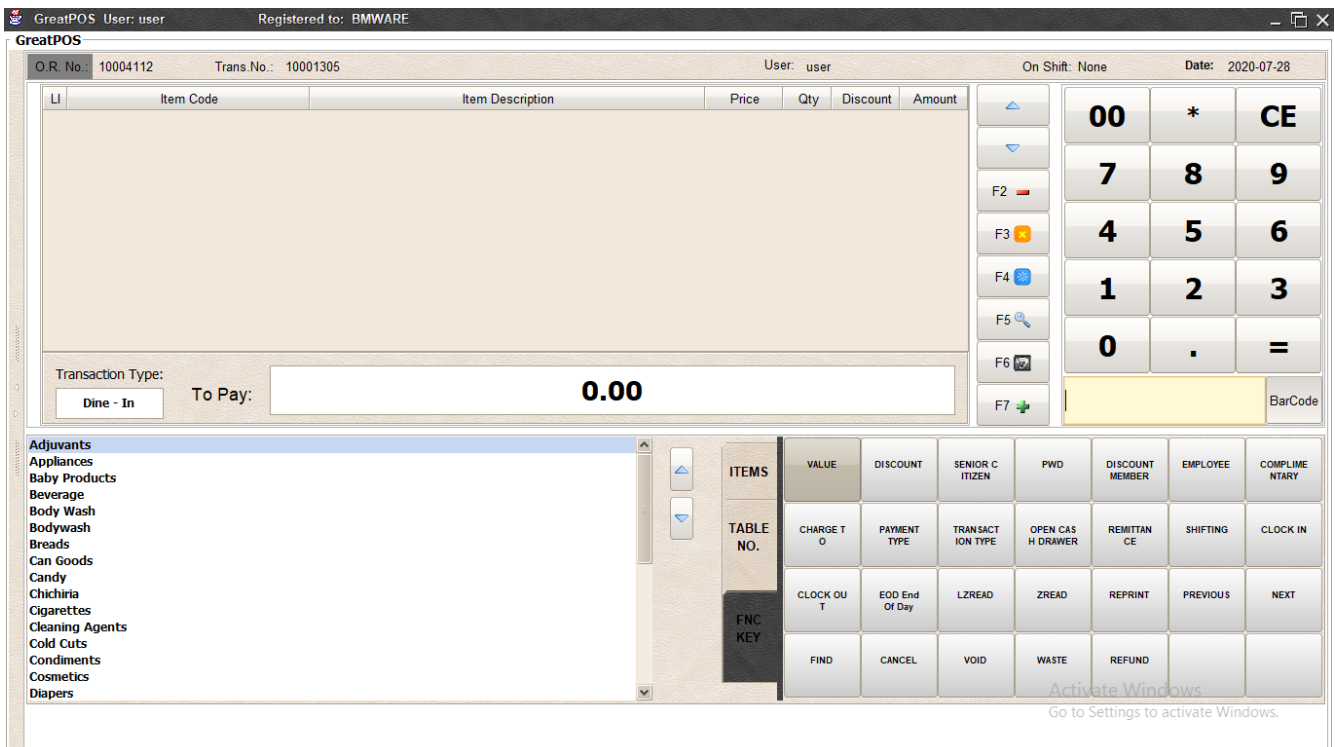 GreatPOS User: user Registered to: BMWARE
GreatPOS
O.R. No.: 10004112 Trans.No.: 10001305 User: user On Shift: None Date: 2020-07-28
LI Item Code Item Description Price Qty Discount Amount
00 * CE
7 8 9
4 5 6
1 2 3
0 . =
BarCode
F2
F3
F4
F5
F6
F7
Transaction Type:
Dine - In
To Pay: 0.00
Adjuvants
Appliances
Baby Products
Beverage
Body Wash
Bodywash
Breads
Can Goods
Candy
Chichiria
Cigarettes
Cleaning Agents
Cold Cuts
Condiments
Cosmetics
Diapers
ITEMS
TABLE
NO.
FNC
KEY
VALUE
DISCOUNT
SENIOR C
ITIZEN
PWD
DISCOUNT
MEMBER
EMPLOYEE
COMPLIME
NTARY
CHARGE T
O
PAYMENT
TYPE
TRANSACT
ION TYPE
OPEN CAS
H DRAWER
REMITTAN
CE
SHIFTING
CLOCK IN
CLOCK OU
T
EOD End
Of Day
LZREAD
ZREAD
REPRINT
PREVIOUS
NEXT
FIND
CANCEL
VOID
WASTE
REFUND
Activate Windows
Go to Settings to activate Windows.